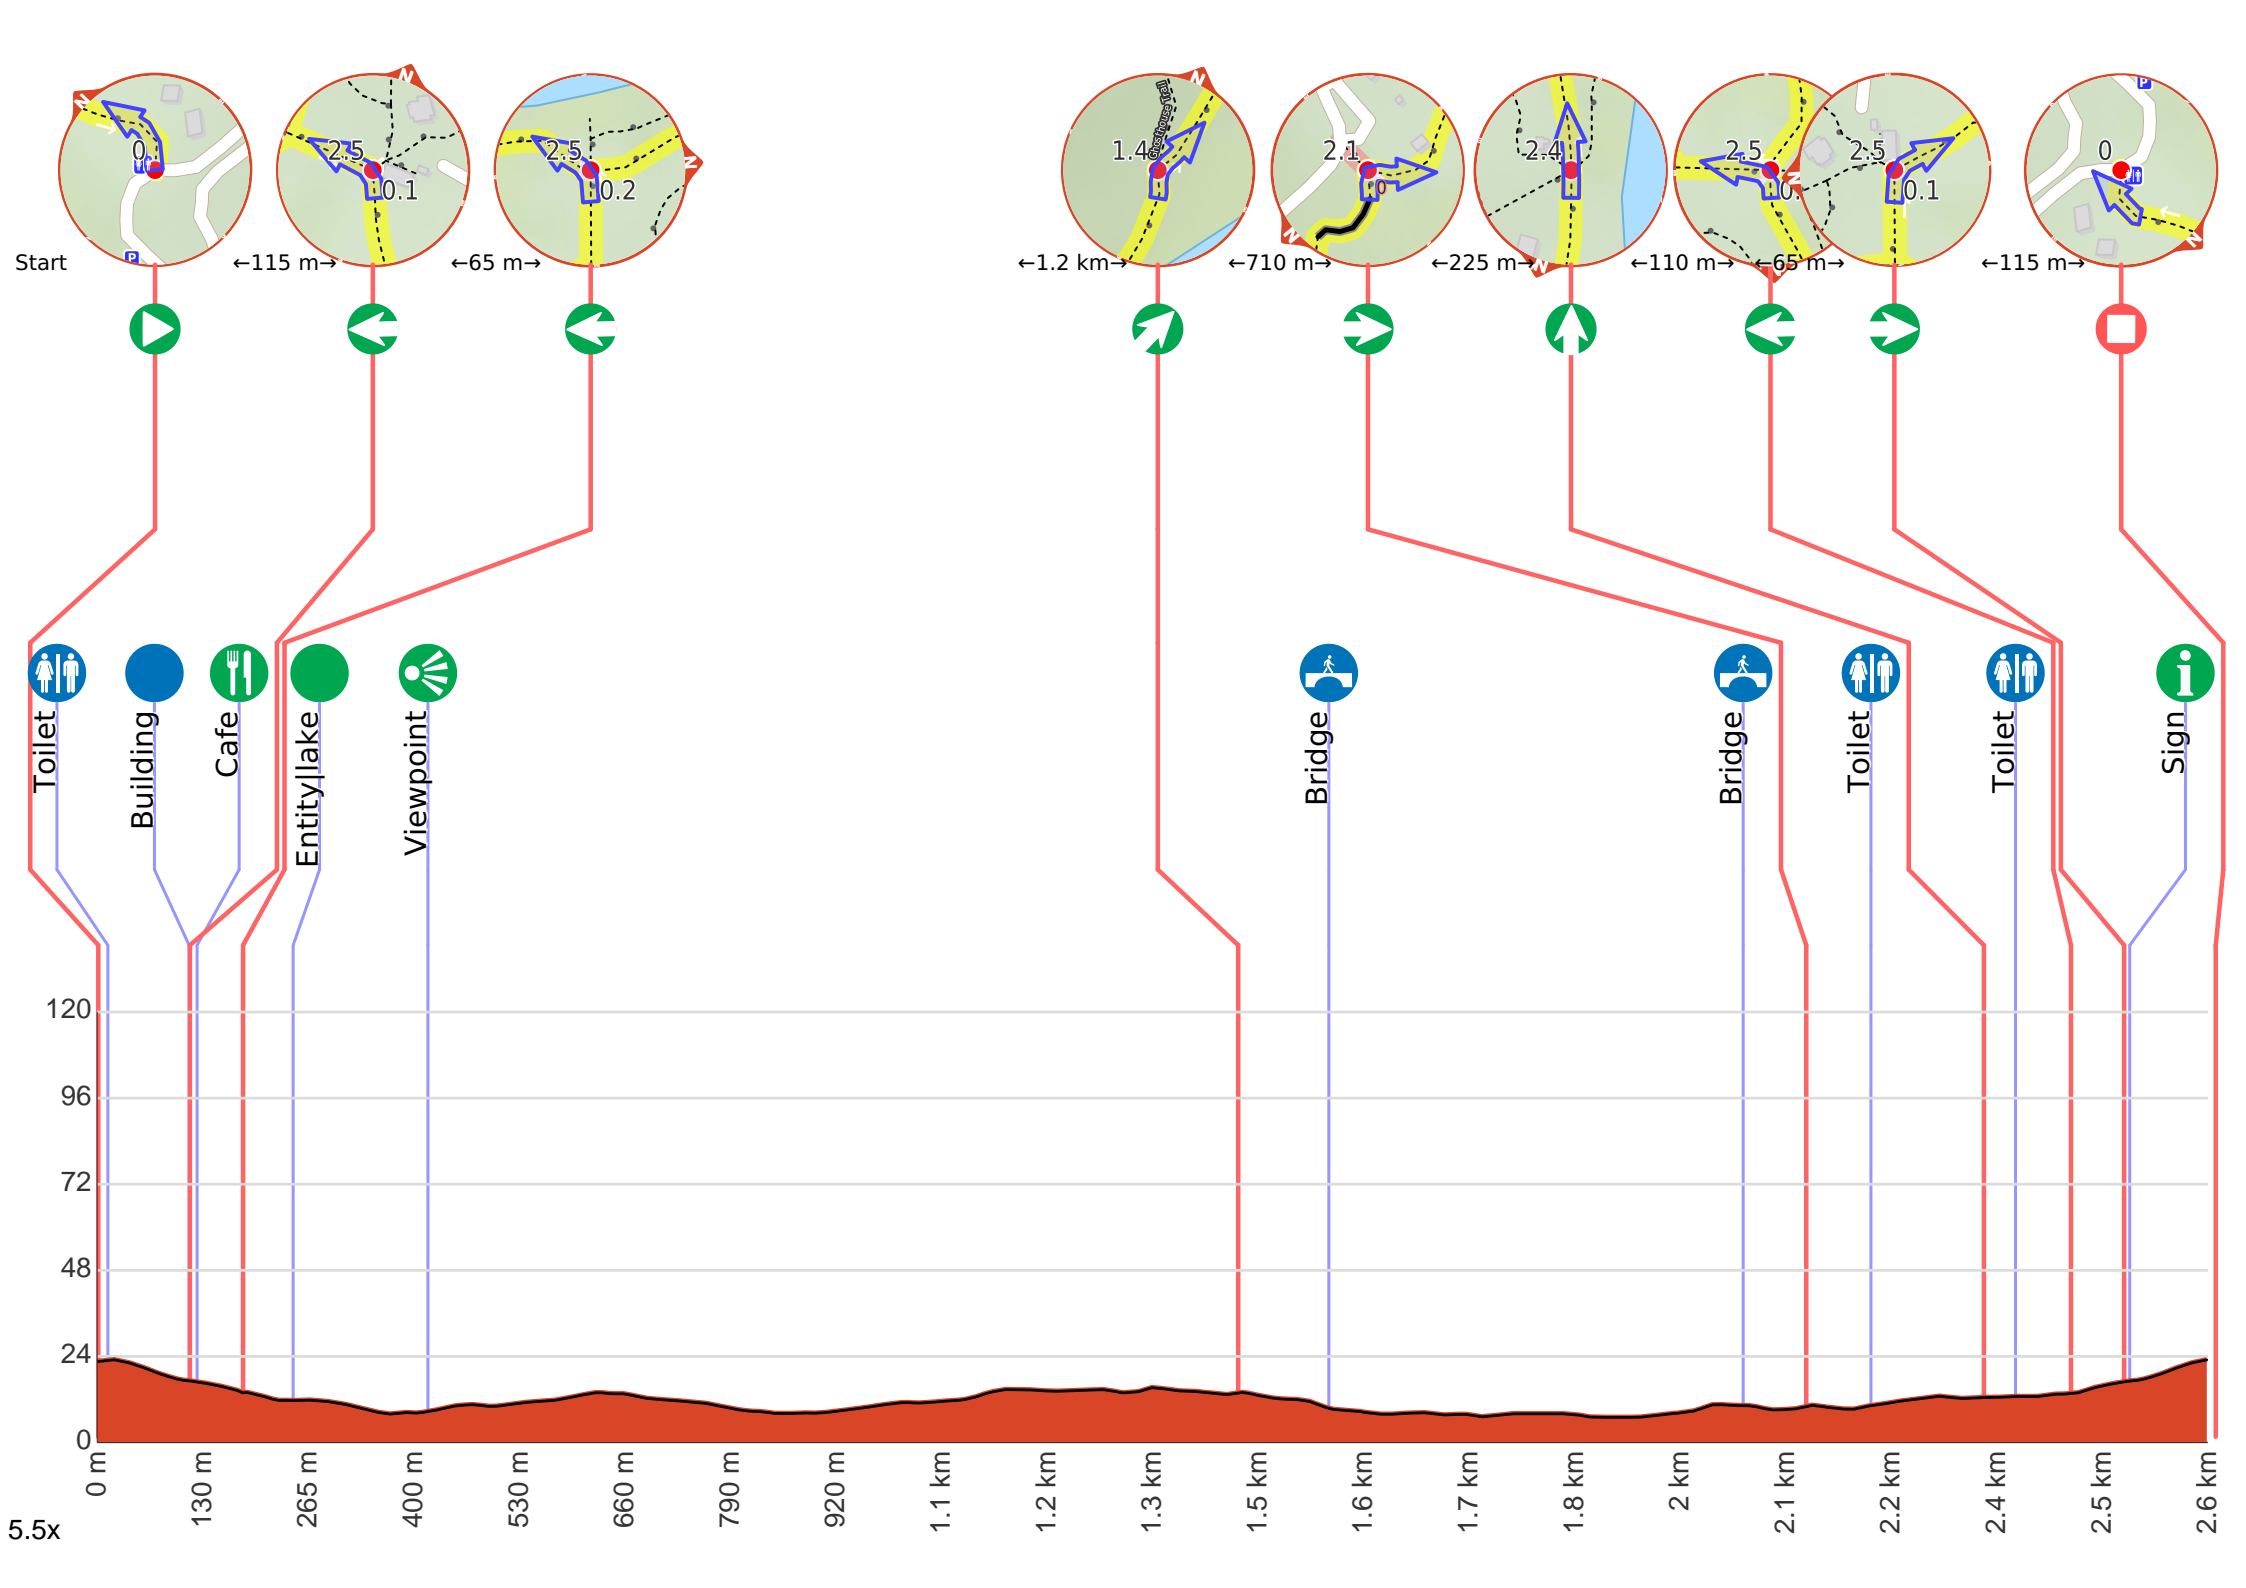 N
N
N
N
N
N
N
N
0
P
2.5
0.1
2.5
0.2
Ghosthouse Trail
1.4
2.1
0
2.4
2.5
0.
2.5
0.1
P
0
Start
←115 m→
←65 m→
←1.2 km→
←710 m→
←225 m→
←110 m→
←65 m→
←115 m→
Toilet
Building
Cafe
Entity|lake
Viewpoint
Bridge
Bridge
Toilet
Toilet
Sign
120
96
72
48
24
0
0 m
130 m
265 m
400 m
530 m
660 m
790 m
920 m
1.1 km
1.2 km
1.3 km
1.5 km
1.6 km
1.7 km
1.8 km
2 km
2.1 km
2.2 km
2.4 km
2.5 km
2.6 km
5.5x